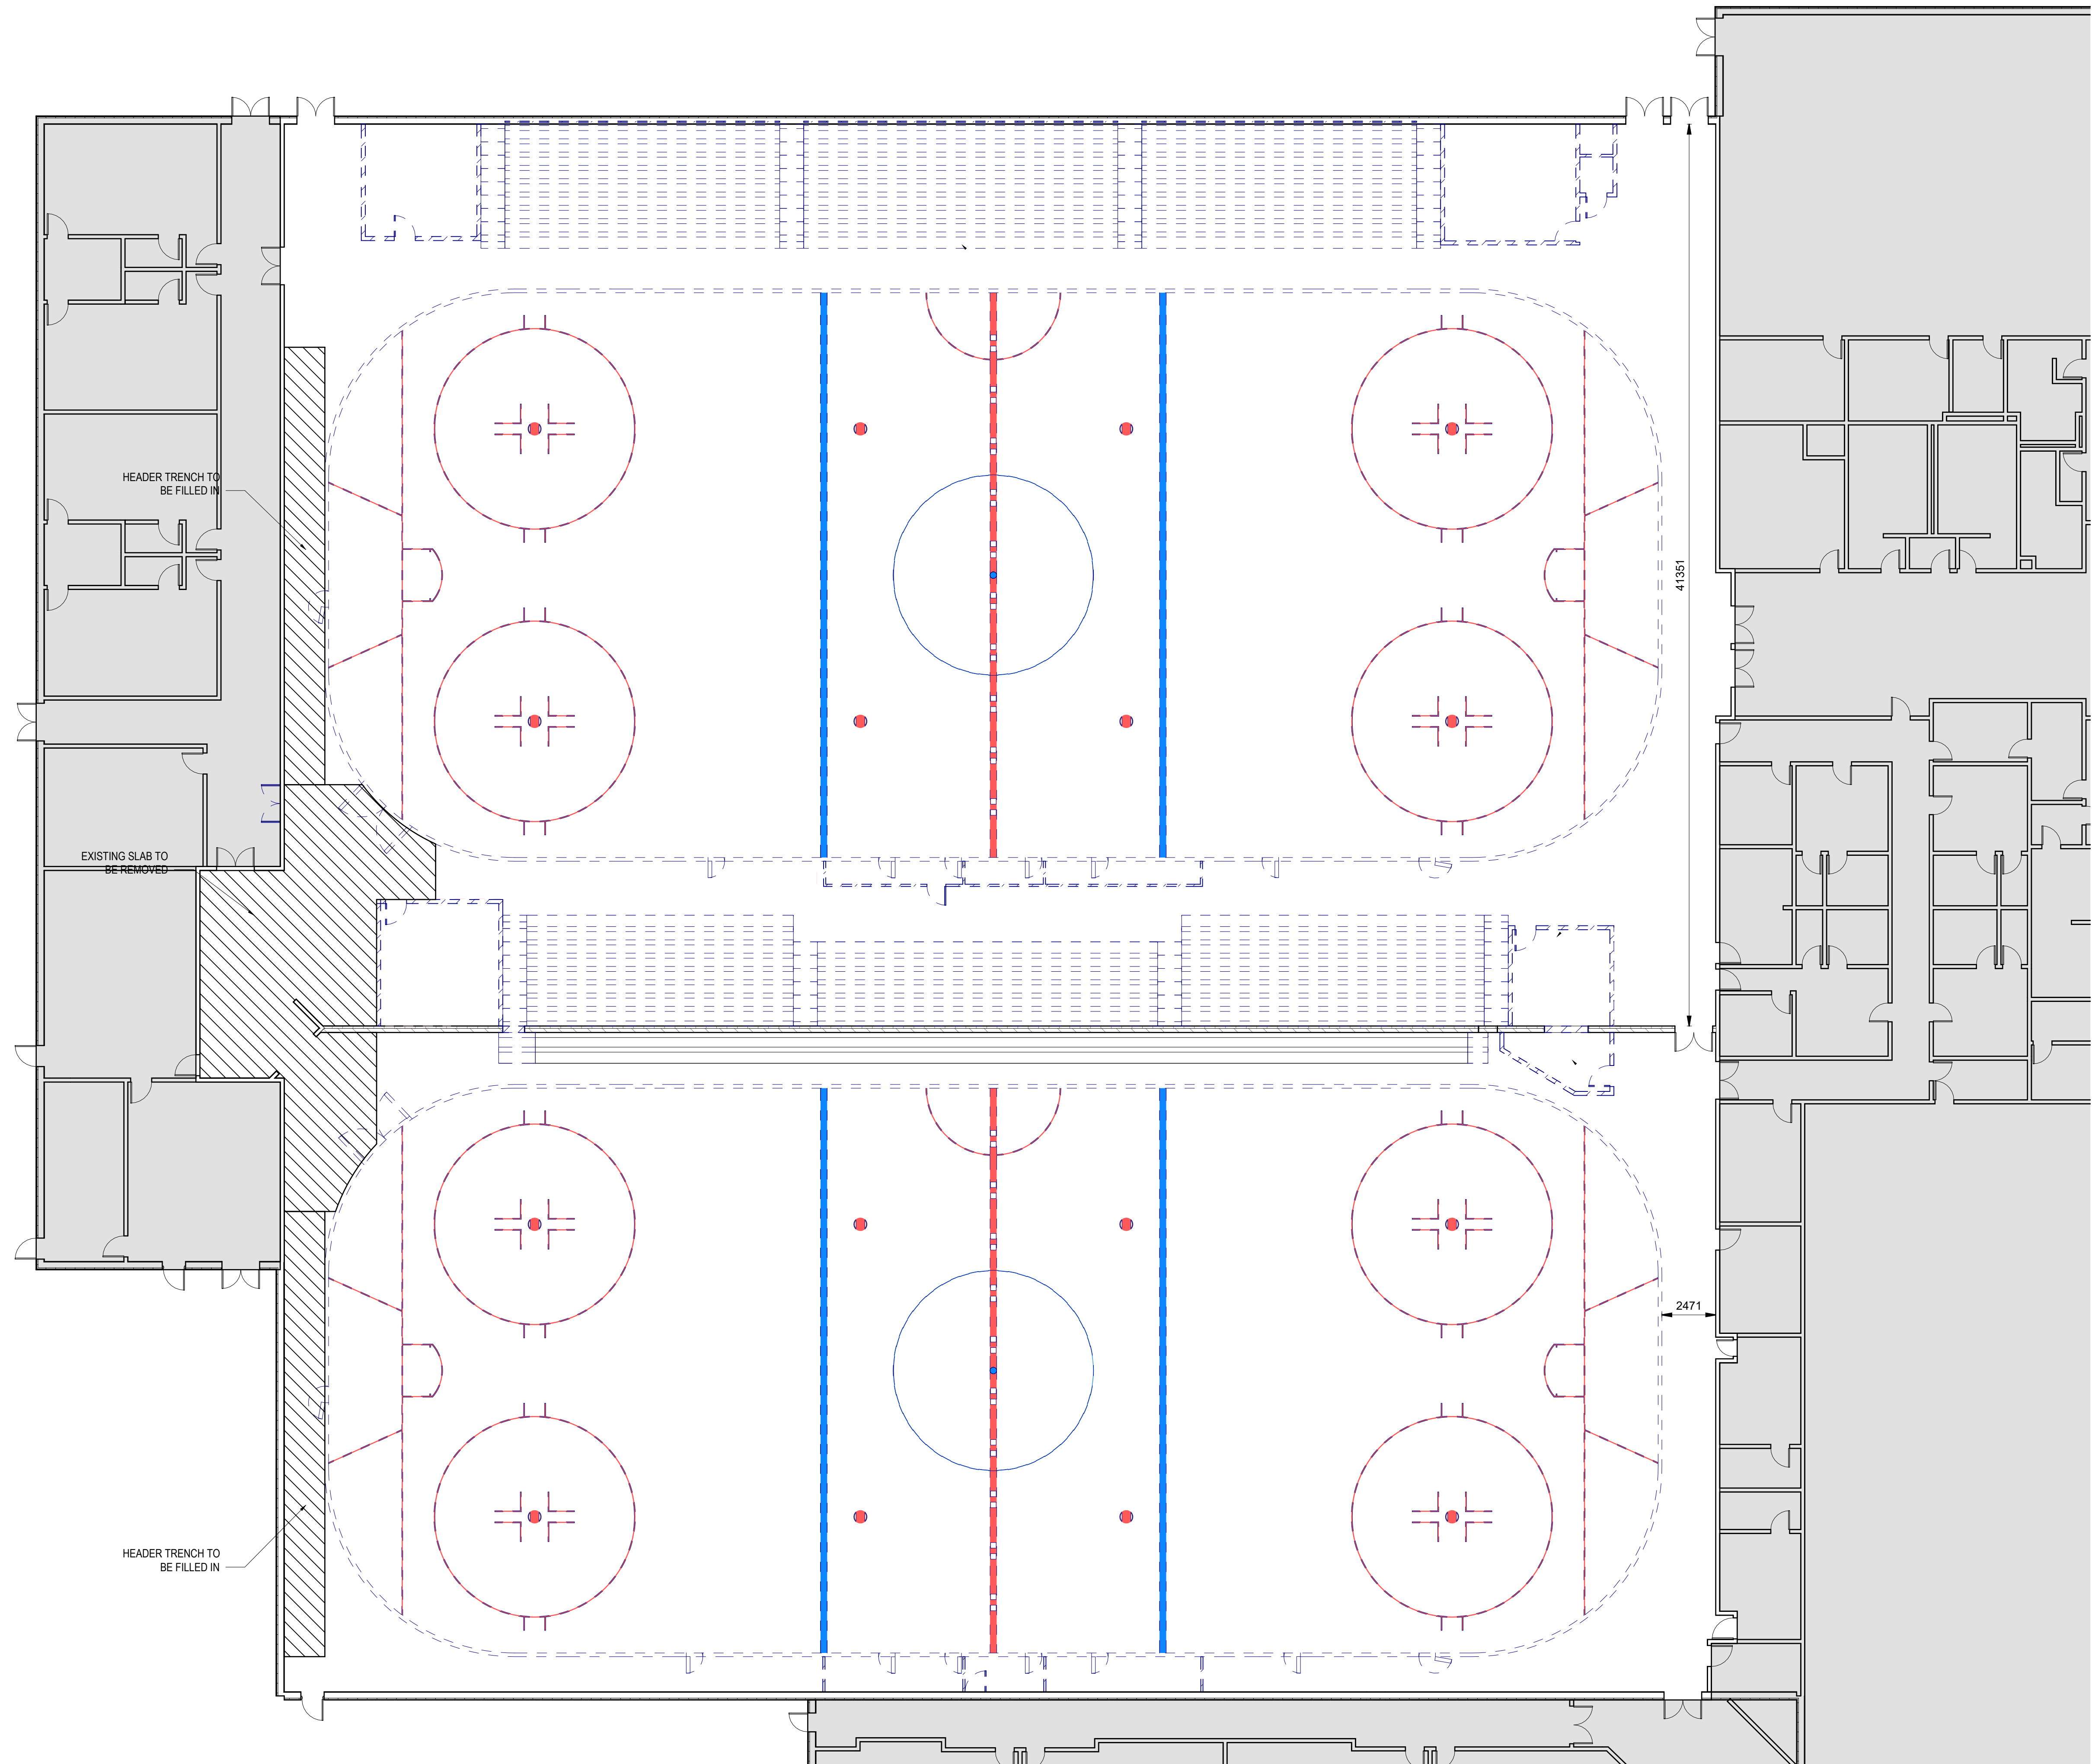 HEADER TRENCH TO
BE FILLED IN
41351
EXISTING SLAB TO
BE REMOVED
2471
HEADER TRENCH TO
BE FILLED IN